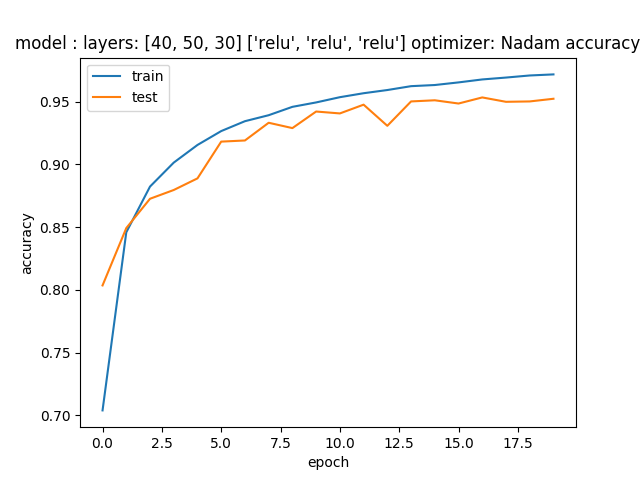 model : layers: [40, 50, 30] ['relu', 'relu', 'relu'] optimizer: Nadam accuracy
train
test
0.95
0.90
0.85
0.80
0.75
0.70
accuracy
0.0 2.5 5.0 7.5 10.0 12.5 15.0 17.5
epoch